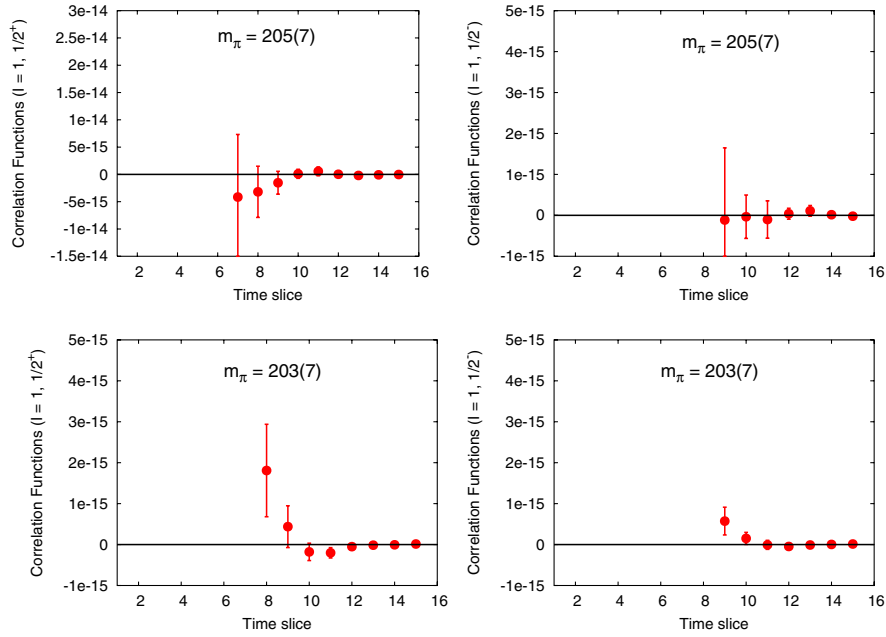 Correlation Functions (I = 1, 1/2⁺)
3e-14
2.5e-14
2e-14
1.5e-14
1e-14
5e-15
0
-5e-15
-1e-14
-1.5e-14
m_π = 205(7)
2 4 6 8 10 12 14 16
Time slice
Correlation Functions (I = 1, 1/2⁻)
5e-15
4e-15
3e-15
2e-15
1e-15
0
-1e-15
m_π = 205(7)
2 4 6 8 10 12 14 16
Time slice
Correlation Functions (I = 1, 1/2⁺)
5e-15
4e-15
3e-15
2e-15
1e-15
0
-1e-15
m_π = 203(7)
2 4 6 8 10 12 14 16
Time slice
Correlation Functions (I = 1, 1/2⁻)
5e-15
4e-15
3e-15
2e-15
1e-15
0
-1e-15
m_π = 203(7)
2 4 6 8 10 12 14 16
Time slice